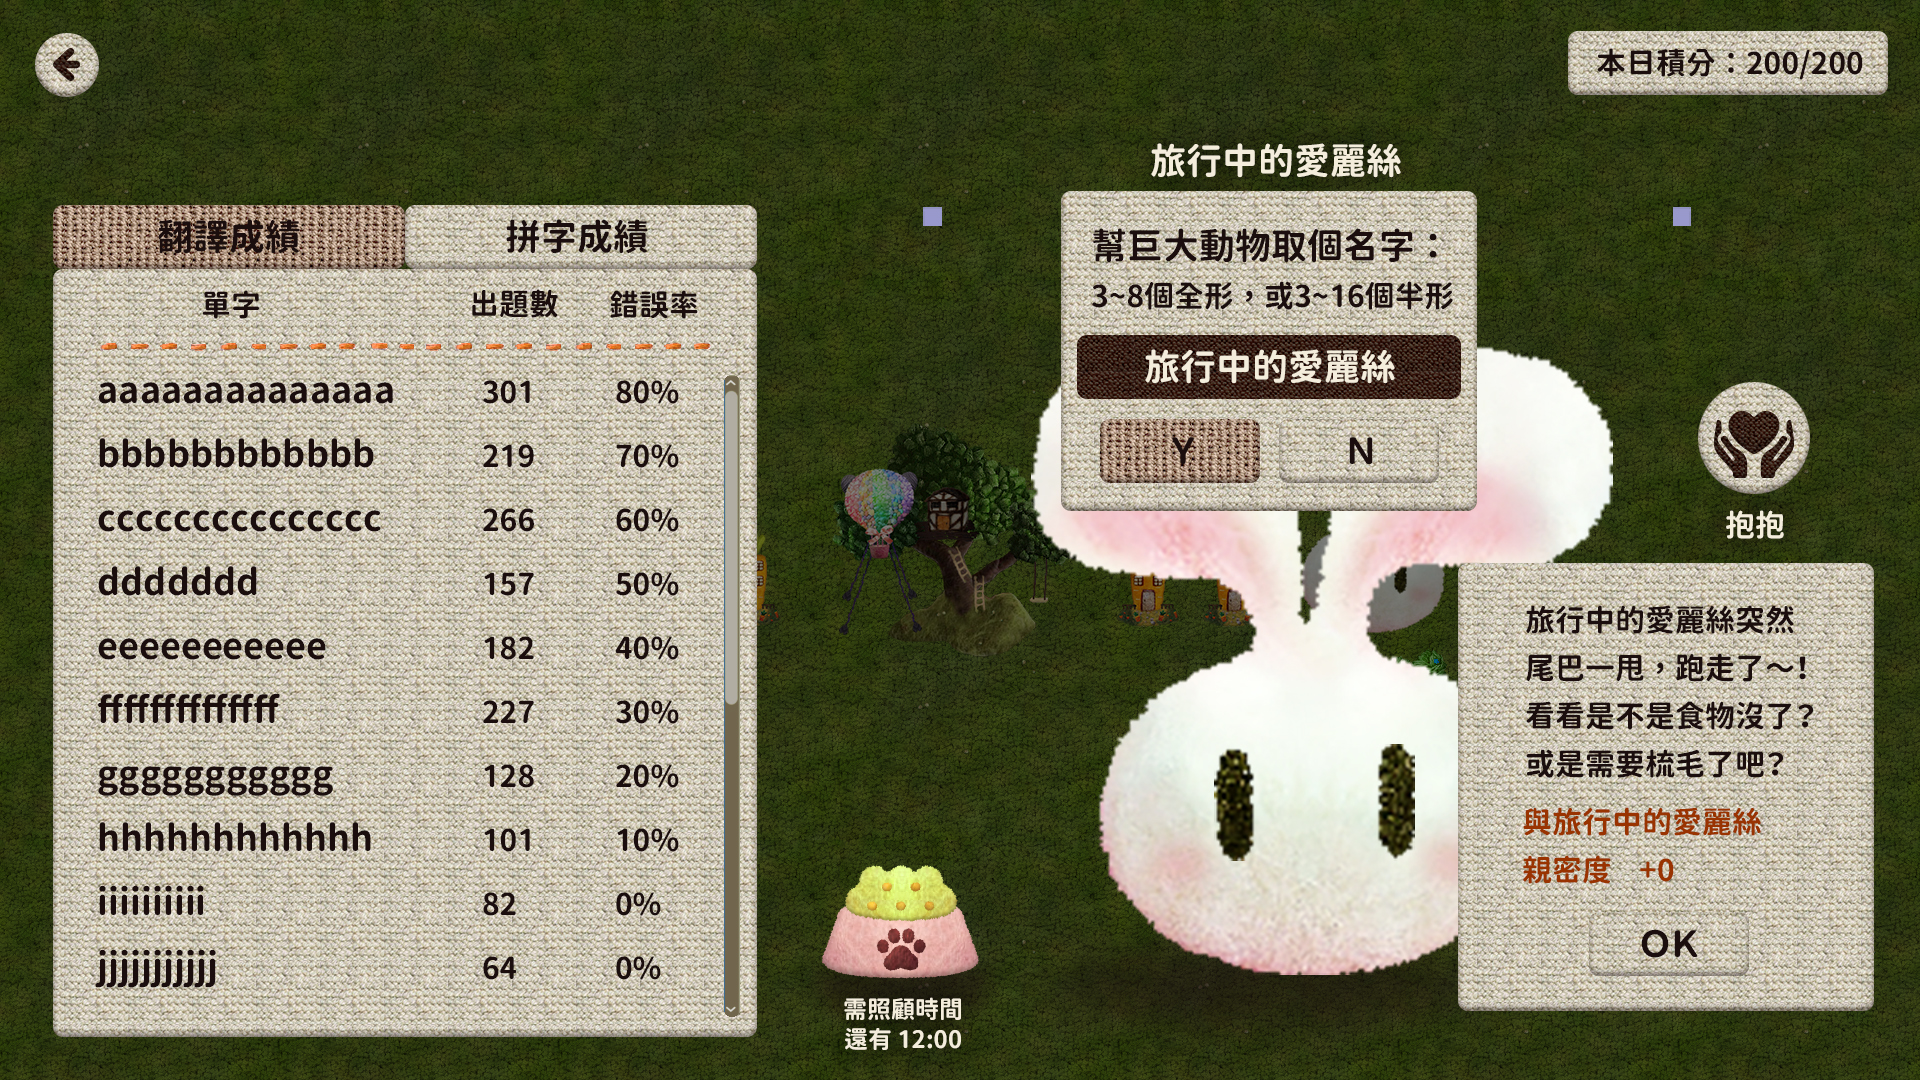 本日積分：200/200
翻譯成績
拼字成績
單字 出題數 錯誤率
aaaaaaaaaaaaaa 301 80%
bbbbbbbbbbbb 219 70%
ccccccccccccccc 266 60%
ddddddd 157 50%
eeeeeeeeeee 182 40%
ffffffffffffff 227 30%
ggggggggggg 128 20%
hhhhhhhhhhhh 101 10%
iiiiiiiiii 82 0%
jjjjjjjjjjj 64 0%
旅行中的愛麗絲
幫巨大動物取個名字：
3~8個全形，或3~16個半形
旅行中的愛麗絲
Y
N
抱抱
旅行中的愛麗絲突然
尾巴一甩，跑走了～！
看看是不是食物沒了？
或是需要梳毛了吧？
與旅行中的愛麗絲
親密度 +0
OK
需照顧時間
還有 12:00